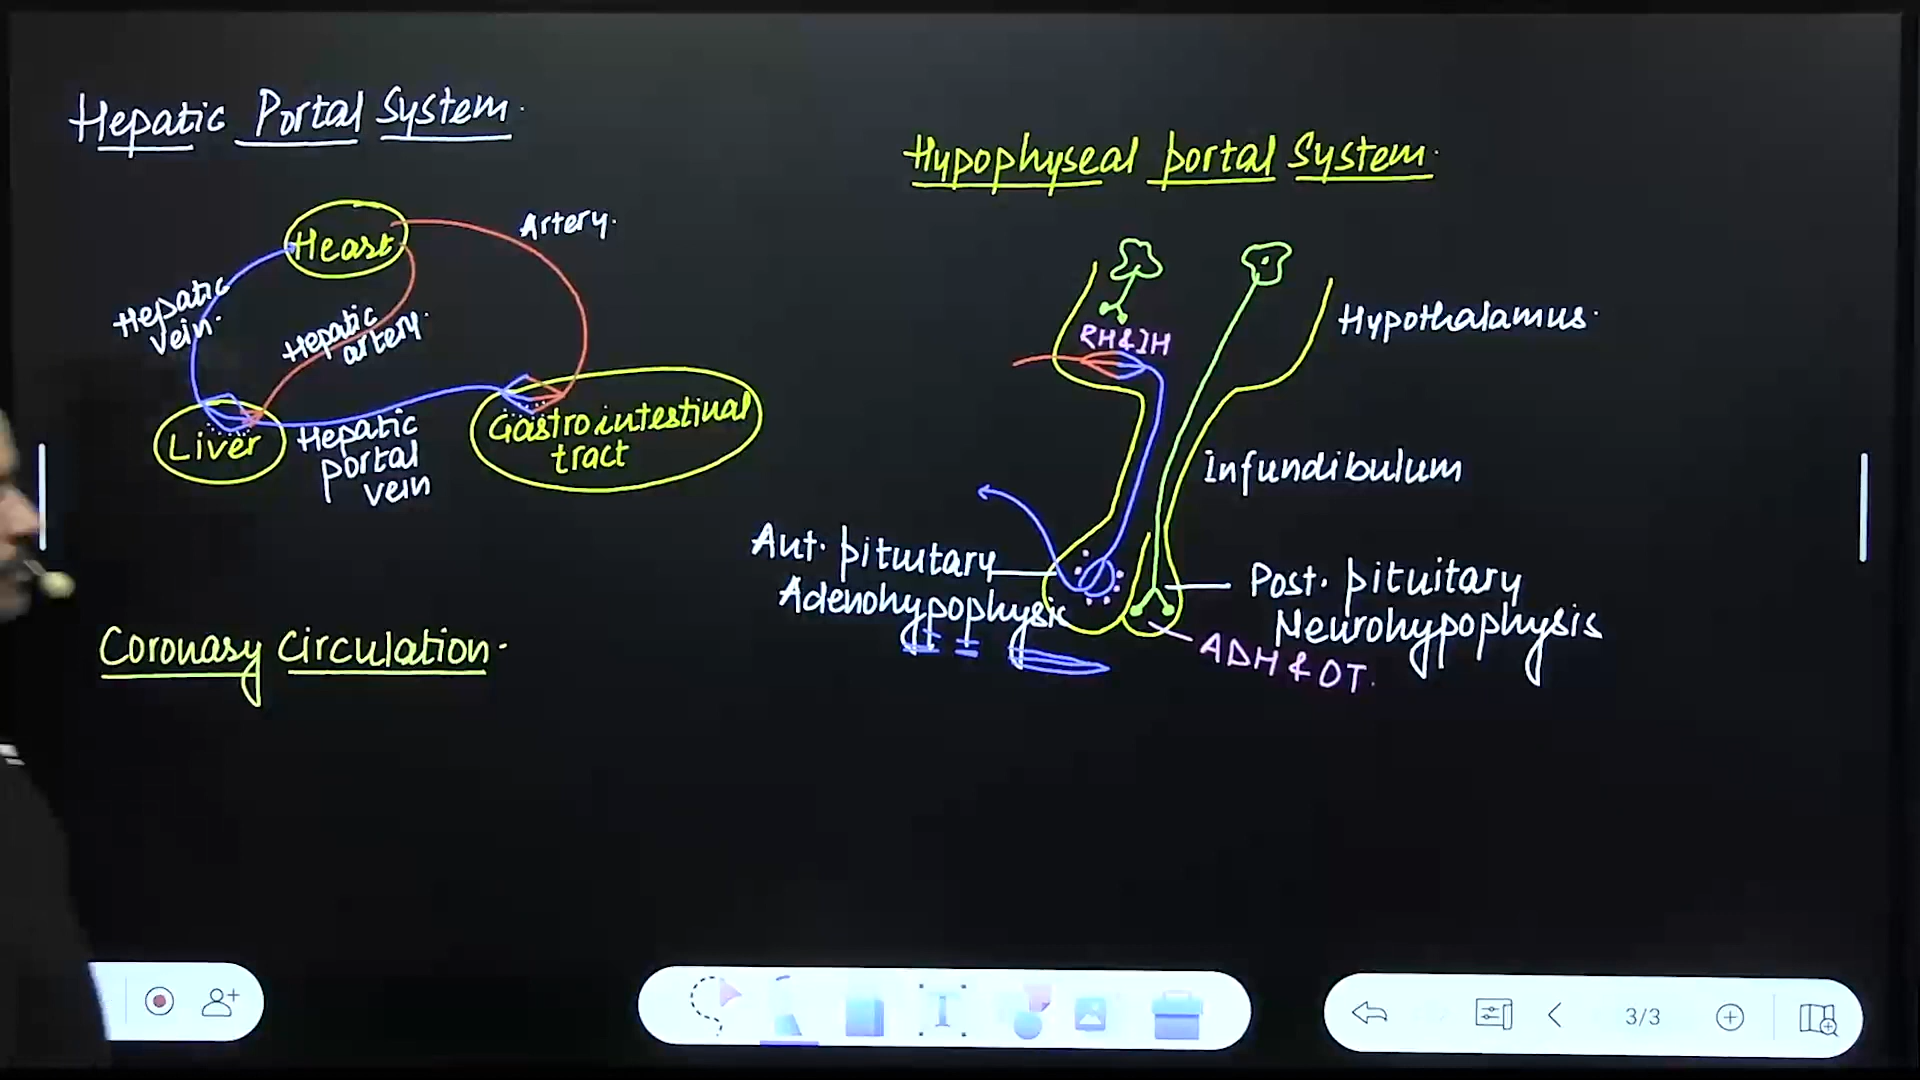 Hepatic Portal System.
Heart
Artery.
Hepatic
vein.
Hepatic
artery.
Liver
Hepatic
portal
vein
Gastrointestinal
tract
Coronary Circulation.
Hypophyseal portal System.
RH & IH
Hypothalamus.
Infundibulum
Ant. pituitary
Adenohypophysis
Post. pituitary
Neurohypophysis
ADH & OT.
3/3